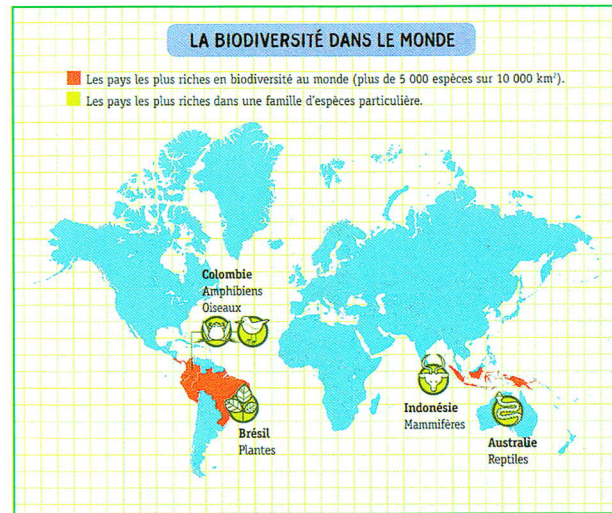 LA BIODIVERSITÉ DANS LE MONDE
Les pays les plus riches en biodiversité au monde (plus de 5 000 espèces sur 10 000 km²).
Les pays les plus riches dans une famille d'espèces particulière.
Colombie
Amphibiens
Oiseaux
Brésil
Plantes
Indonésie
Mammifères
Australie
Reptiles